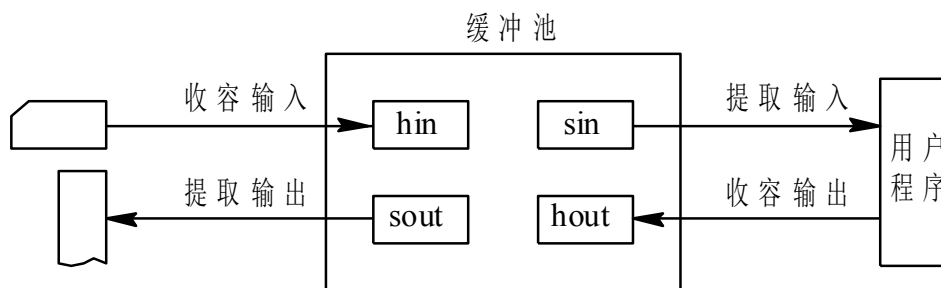 缓冲池
收容输入
hin
sin
提取输入
用户
程序
提取输出
sout
hout
收容输出